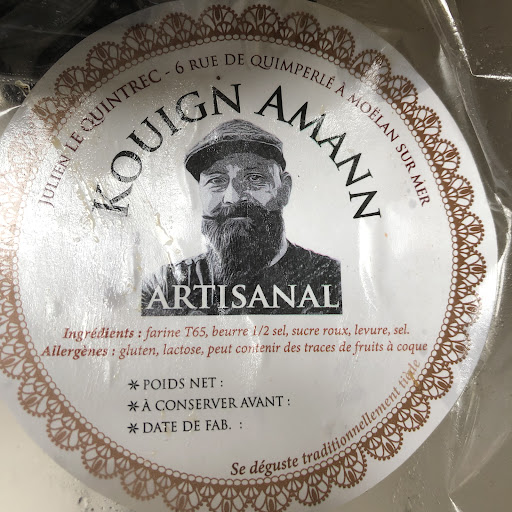 JULIEN LE QUINTREC - 6 RUE DE QUIMPERLÉ À MOËLAN SUR MER
KOUIGN AMANN
ARTISANAL
Ingrédients : farine T65, beurre 1/2 sel, sucre roux, levure, sel.
Allergènes : gluten, lactose, peut contenir des traces de fruits à coque
* POIDS NET :
* À CONSERVER AVANT :
* DATE DE FAB. :
Se déguste traditionnellement tiède